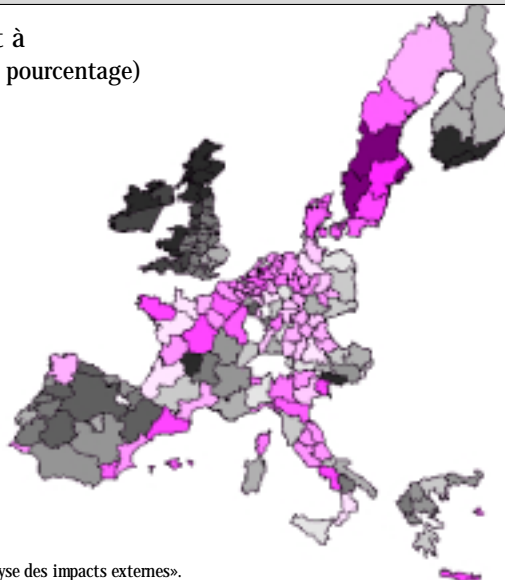 t à
pourcentage)
yse des impacts externes».